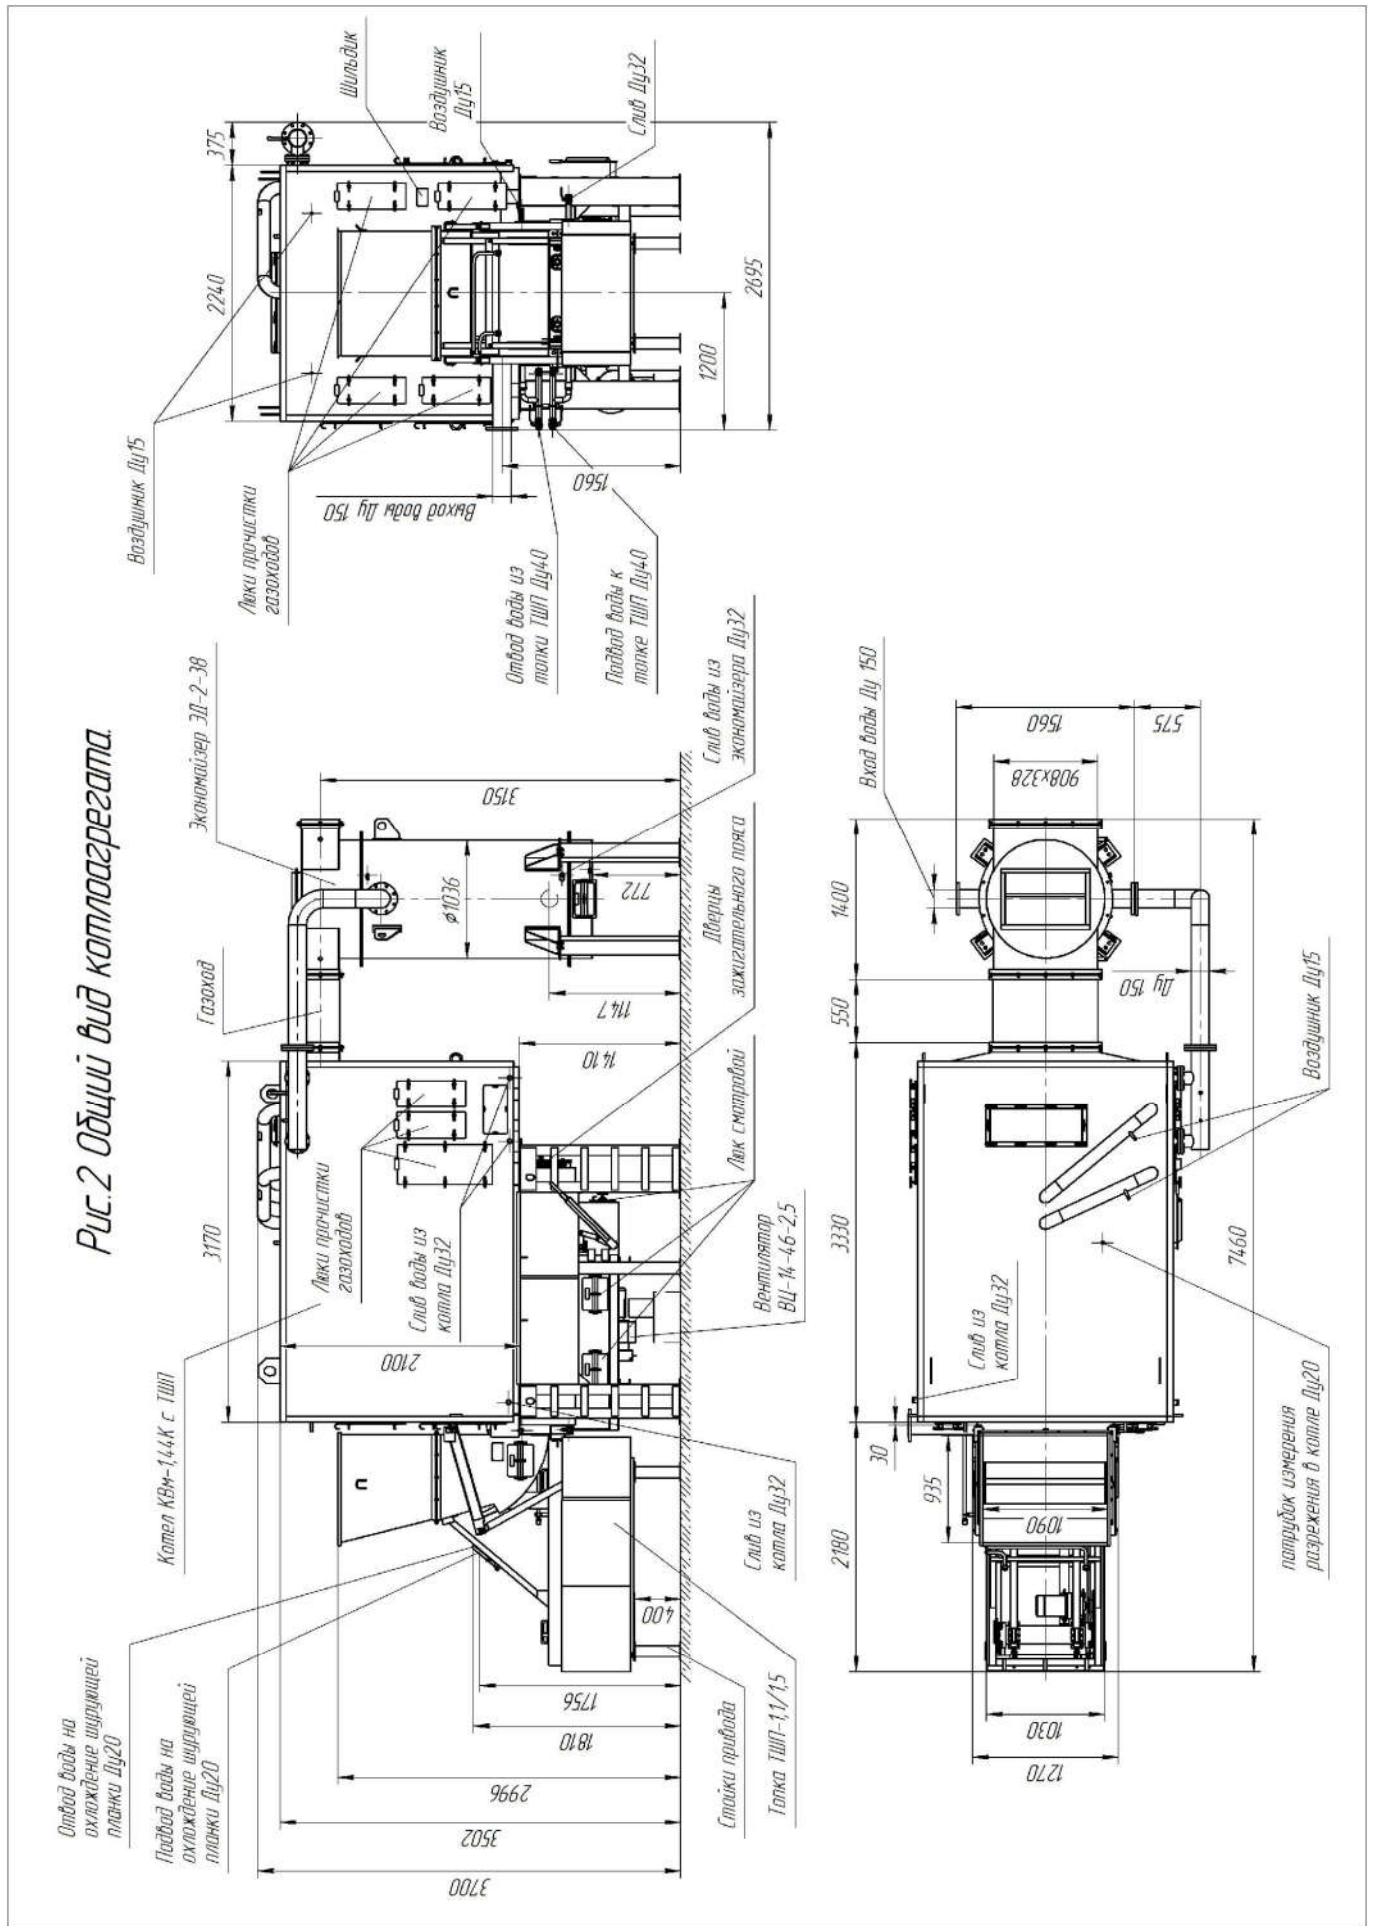 Рис.2 Общий вид котлоагрегата.
Отвод воды на
охлаждение шурующей
планки Ду20
Подвод воды на
охлаждение шурующей
планки Ду20
Котел КВм-1,44К с ТШП
3170
Газоход
Экономайзер ЭД-2-38
Люки прочистки
газоходов
Слив воды из
котла Ду32
2100
1410
1147
ø1036
772
3150
3700
3502
2996
1810
1756
400
Стойки привода
Топка ТШП-1,1/1,5
Слив из
котла Ду32
Вентилятор
ВЦ-14-46-2,5
Люк смотровой
Дверцы
зажигательного пояса
Слив воды из
экономайзера Ду32
Воздушник Ду15
Люки прочистки
газоходов
2240
375
Шильдик
Воздушник
Ду15
Слив Ду32
Выход воды Ду 150
1560
1200
2695
Отвод воды из
топки ТШП Ду40
Подвод воды к
топке ТШП Ду40
2180
30
935
3330
550
1400
Вход воды Ду 150
1560
575
908х328
Ду 150
Слив из
котла Ду32
1090
1030
1270
7460
Воздушник Ду15
патрубок измерения
разрежения в котле Ду20